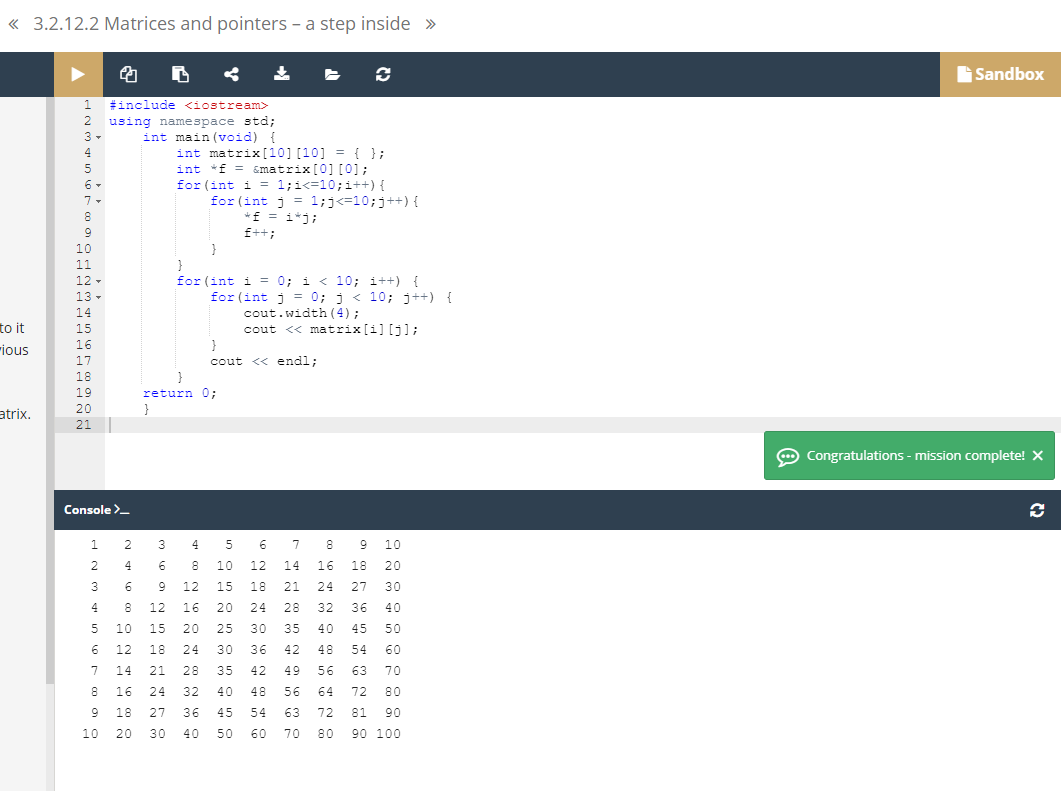 « 3.2.12.2 Matrices and pointers – a step inside »
Sandbox
1 #include <iostream>
2 using namespace std;
3 int main(void) {
4 int matrix[10][10] = { };
5 int *f = &matrix[0][0];
6 for(int i = 1;i<=10;i++){
7 for(int j = 1;j<=10;j++){
8 *f = i*j;
9 f++;
10 }
11 }
12 for(int i = 0; i < 10; i++) {
13 for(int j = 0; j < 10; j++) {
14 cout.width(4);
15 cout << matrix[i][j];
16 }
17 cout << endl;
18 }
19 return 0;
20 }
21
to it
ious
atrix.
Congratulations - mission complete! ×
Console >_
1 2 3 4 5 6 7 8 9 10
2 4 6 8 10 12 14 16 18 20
3 6 9 12 15 18 21 24 27 30
4 8 12 16 20 24 28 32 36 40
5 10 15 20 25 30 35 40 45 50
6 12 18 24 30 36 42 48 54 60
7 14 21 28 35 42 49 56 63 70
8 16 24 32 40 48 56 64 72 80
9 18 27 36 45 54 63 72 81 90
10 20 30 40 50 60 70 80 90 100